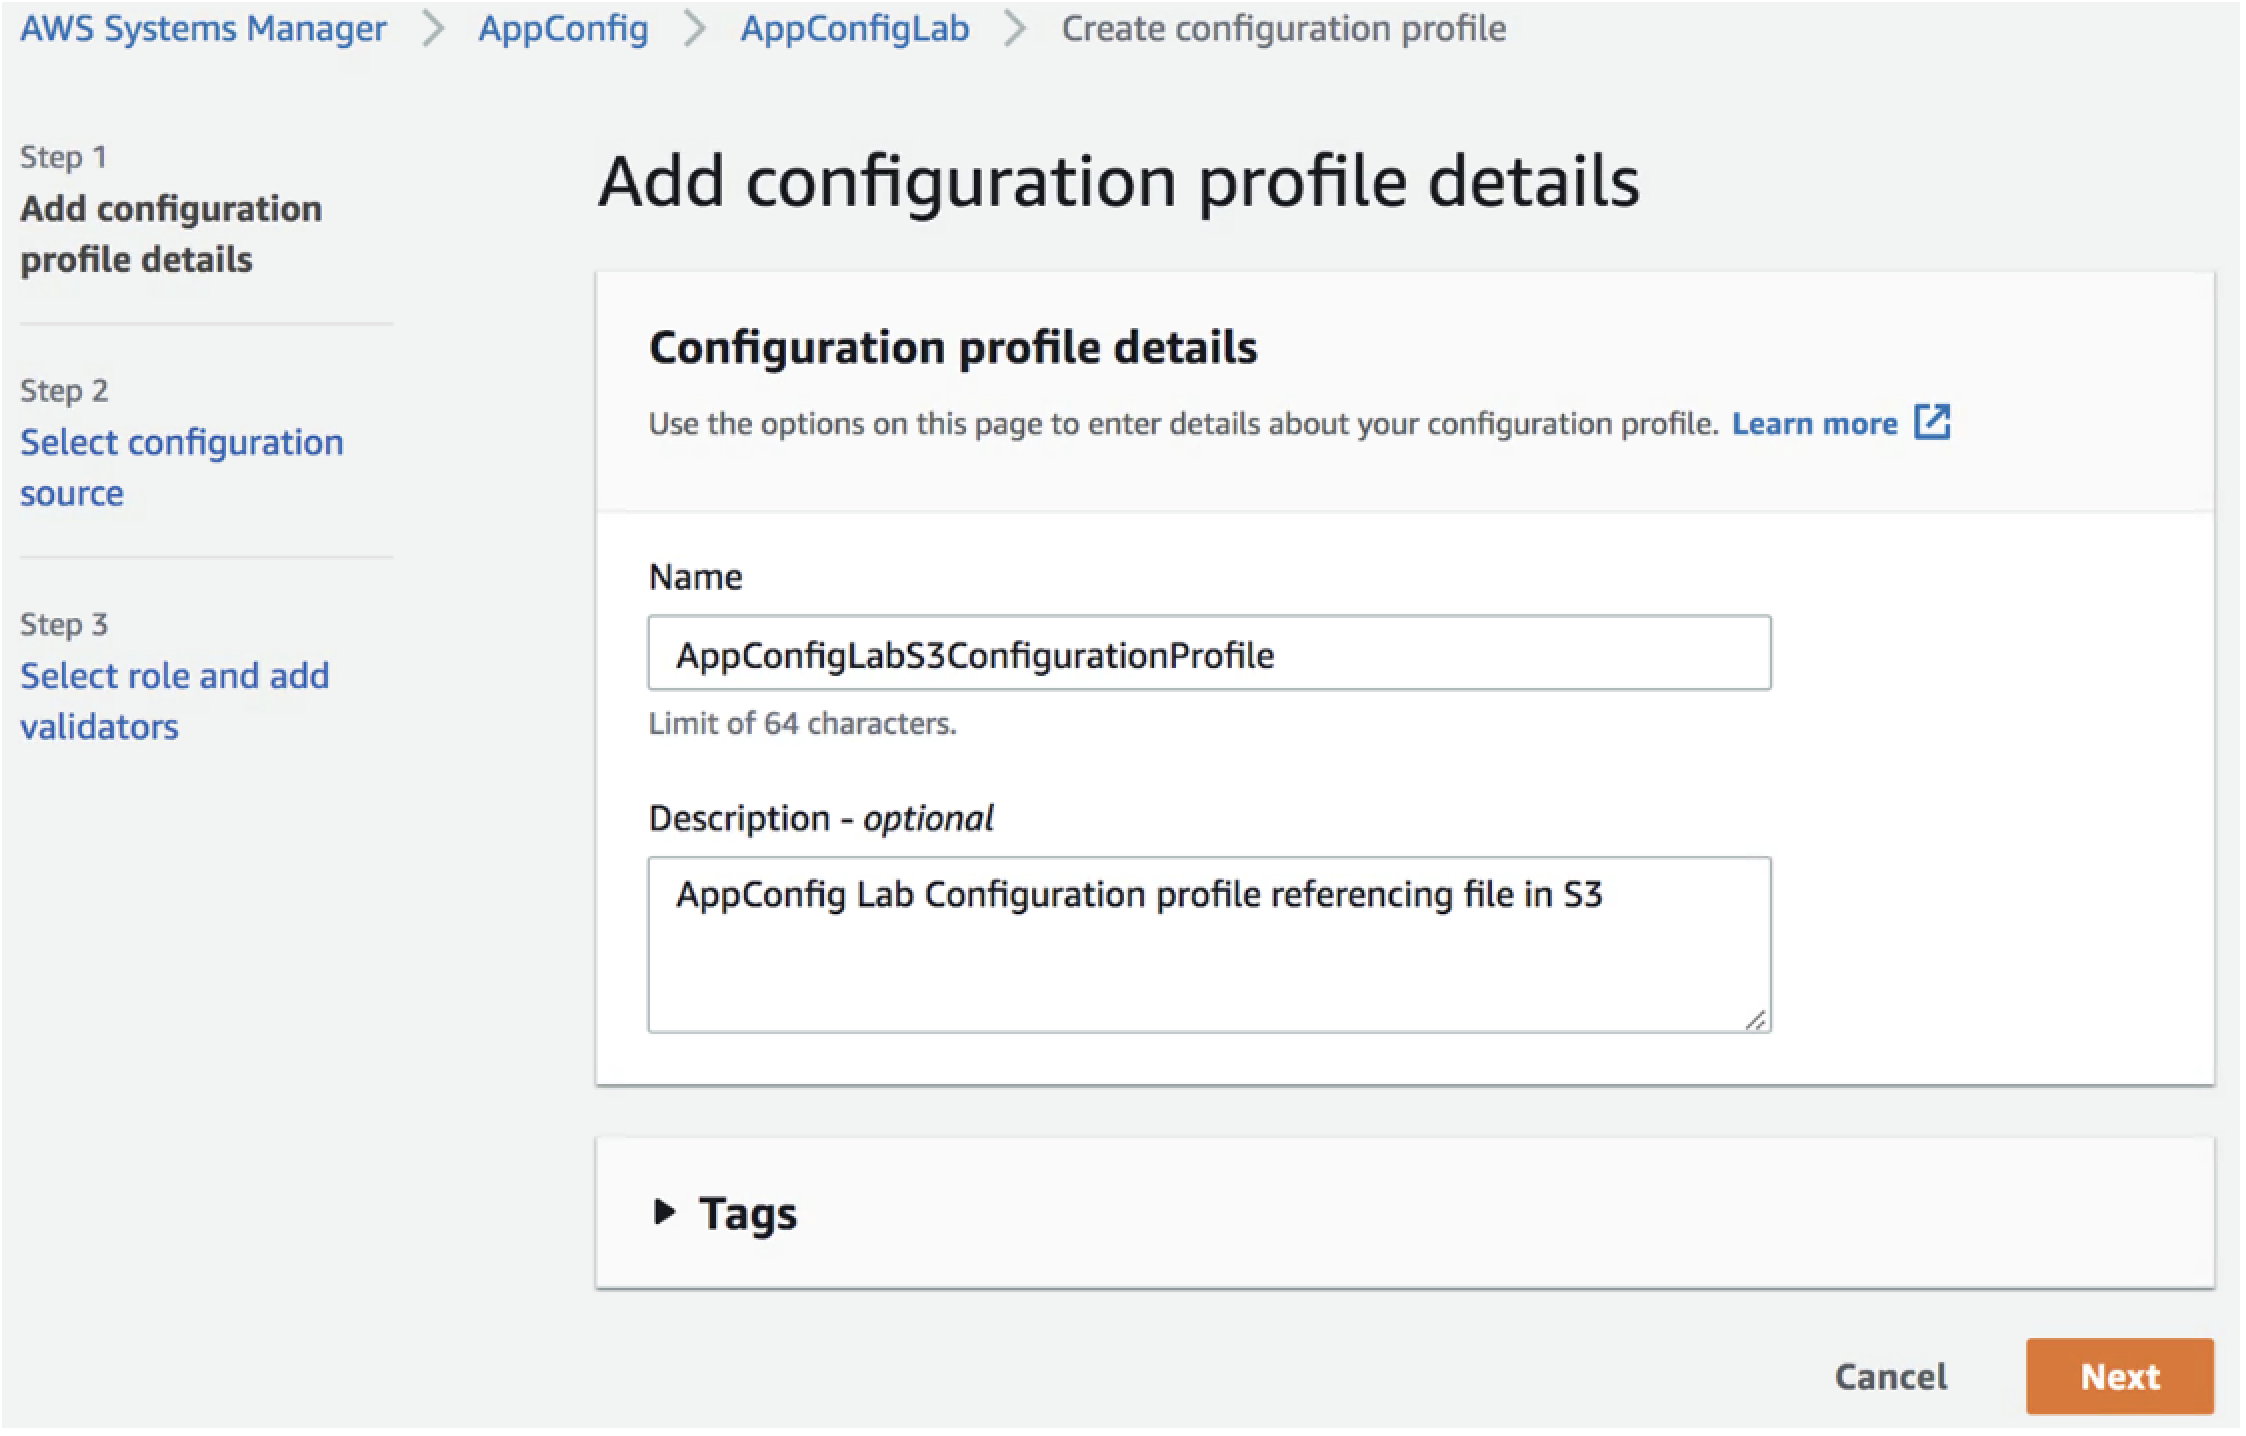 AWS Systems Manager > AppConfig > AppConfigLab > Create configuration profile
Step 1
Add configuration
profile details
Step 2
Select configuration
source
Step 3
Select role and add
validators
Add configuration profile details
Configuration profile details
Use the options on this page to enter details about your configuration profile. Learn more
Name
AppConfigLabS3ConfigurationProfile
Limit of 64 characters.
Description - optional
AppConfig Lab Configuration profile referencing file in S3
Tags
Cancel
Next